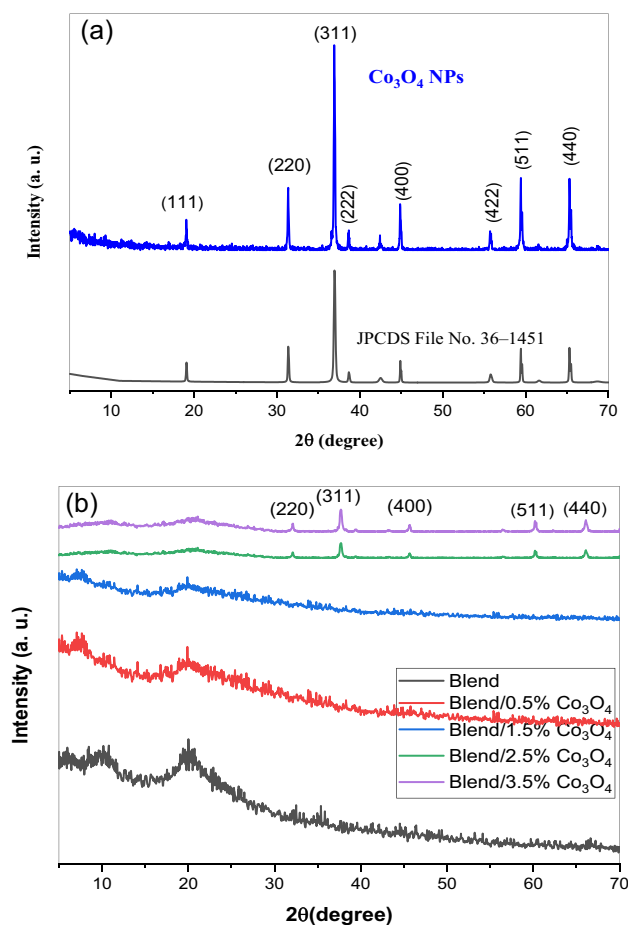 (a)
(311)
Co₃O₄ NPs
(220)
(111)
(222)
(400)
(422)
(511)
(440)
Intensity (a. u.)
JPCDS File No. 36–1451
10 20 30 40 50 60 70
2θ (degree)
(b)
(220) (311) (400) (511) (440)
Intensity (a. u.)
Blend
Blend/0.5% Co₃O₄
Blend/1.5% Co₃O₄
Blend/2.5% Co₃O₄
Blend/3.5% Co₃O₄
10 20 30 40 50 60 70
2θ(degree)